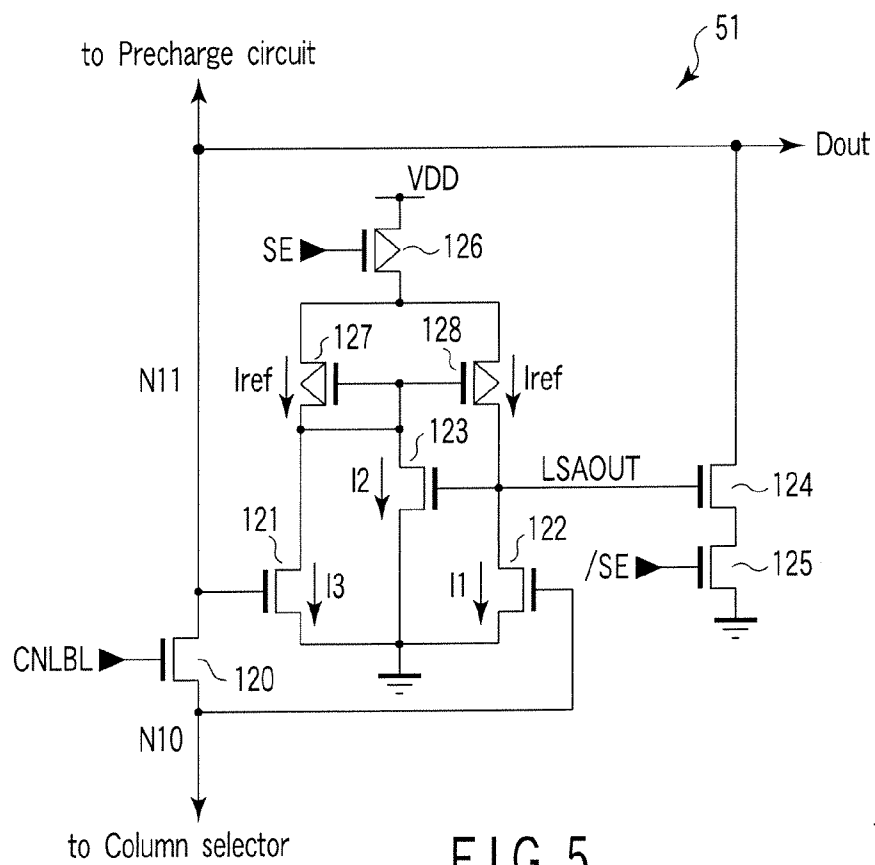 51
to Precharge circuit
Dout
VDD
SE
126
127
128
N11
Iref
Iref
123
LSAOUT
I2
124
121
122
/SE
125
I3
I1
CNLBL
120
N10
to Column selector
FIG. 5